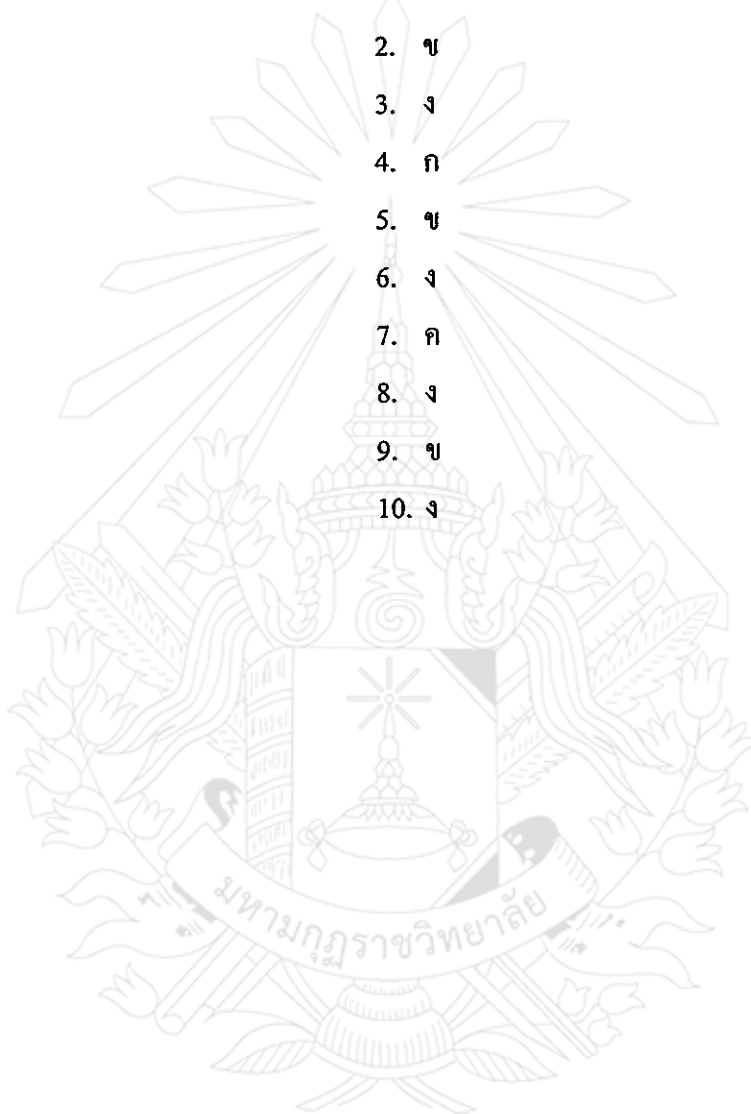 2. ข
3. ง
4. ก
5. ข
6. ง
7. ค
8. ง
9. ข
10. ง
มหามกุฏราชวิทยาลัย